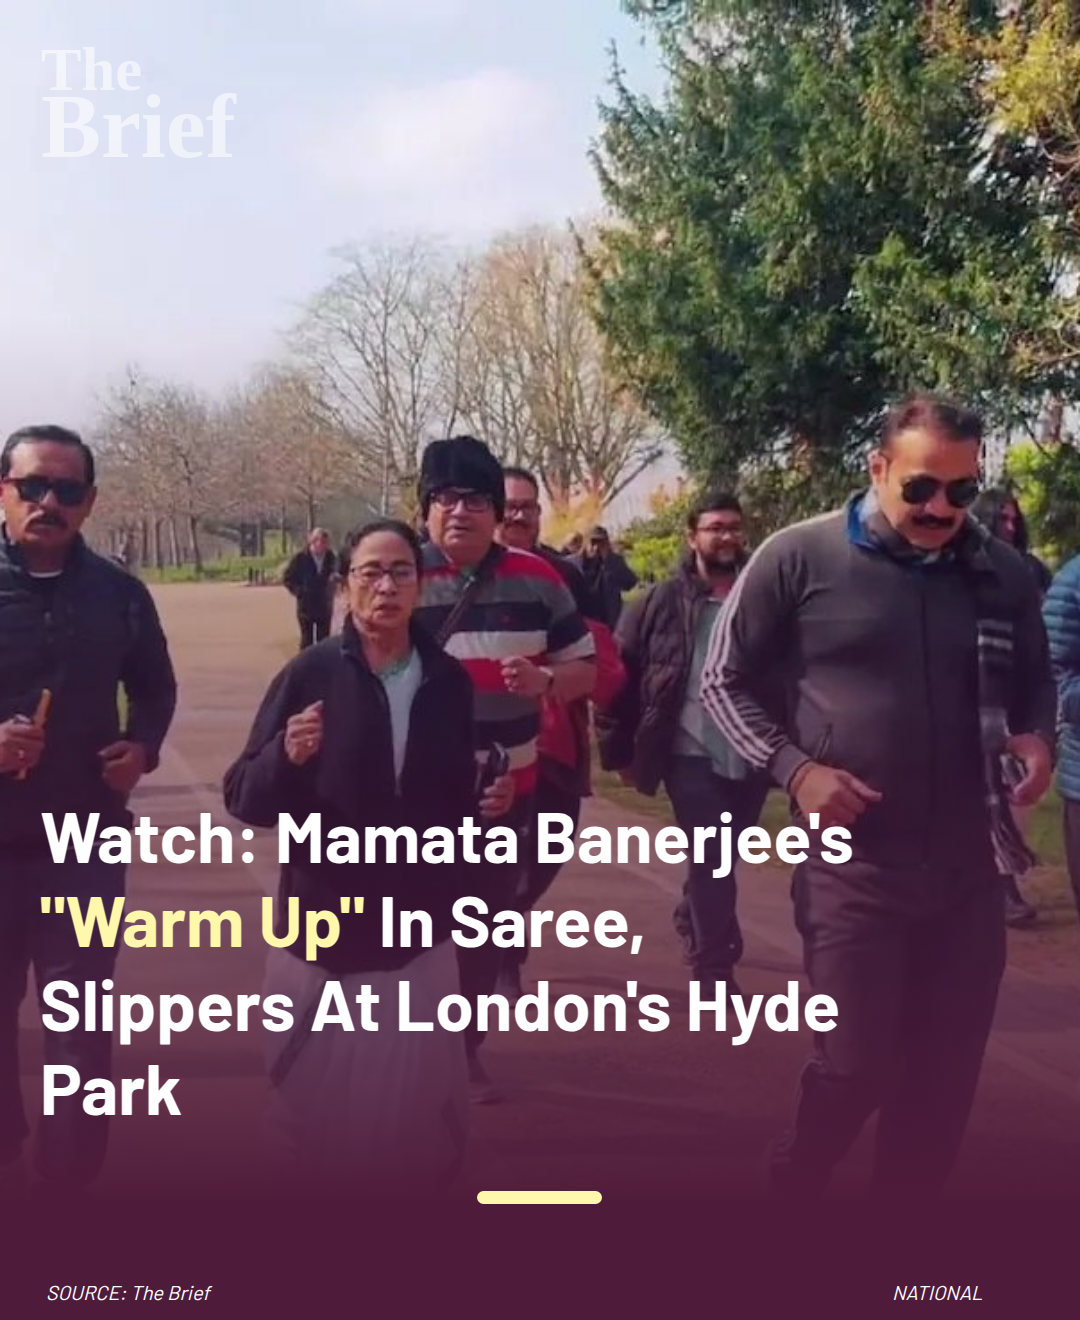 The
Brief
Watch: Mamata Banerjee's
"Warm Up" In Saree,
Slippers At London's Hyde
Park
SOURCE: The Brief
NATIONAL